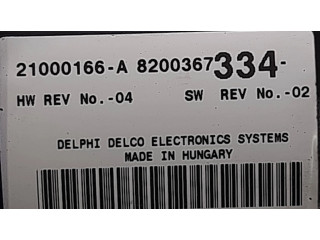 21000166-A 8200367334-
HW REV No.-04 SW REV No.-02
DELPHI DELCO ELECTRONICS SYSTEMS
MADE IN HUNGARY